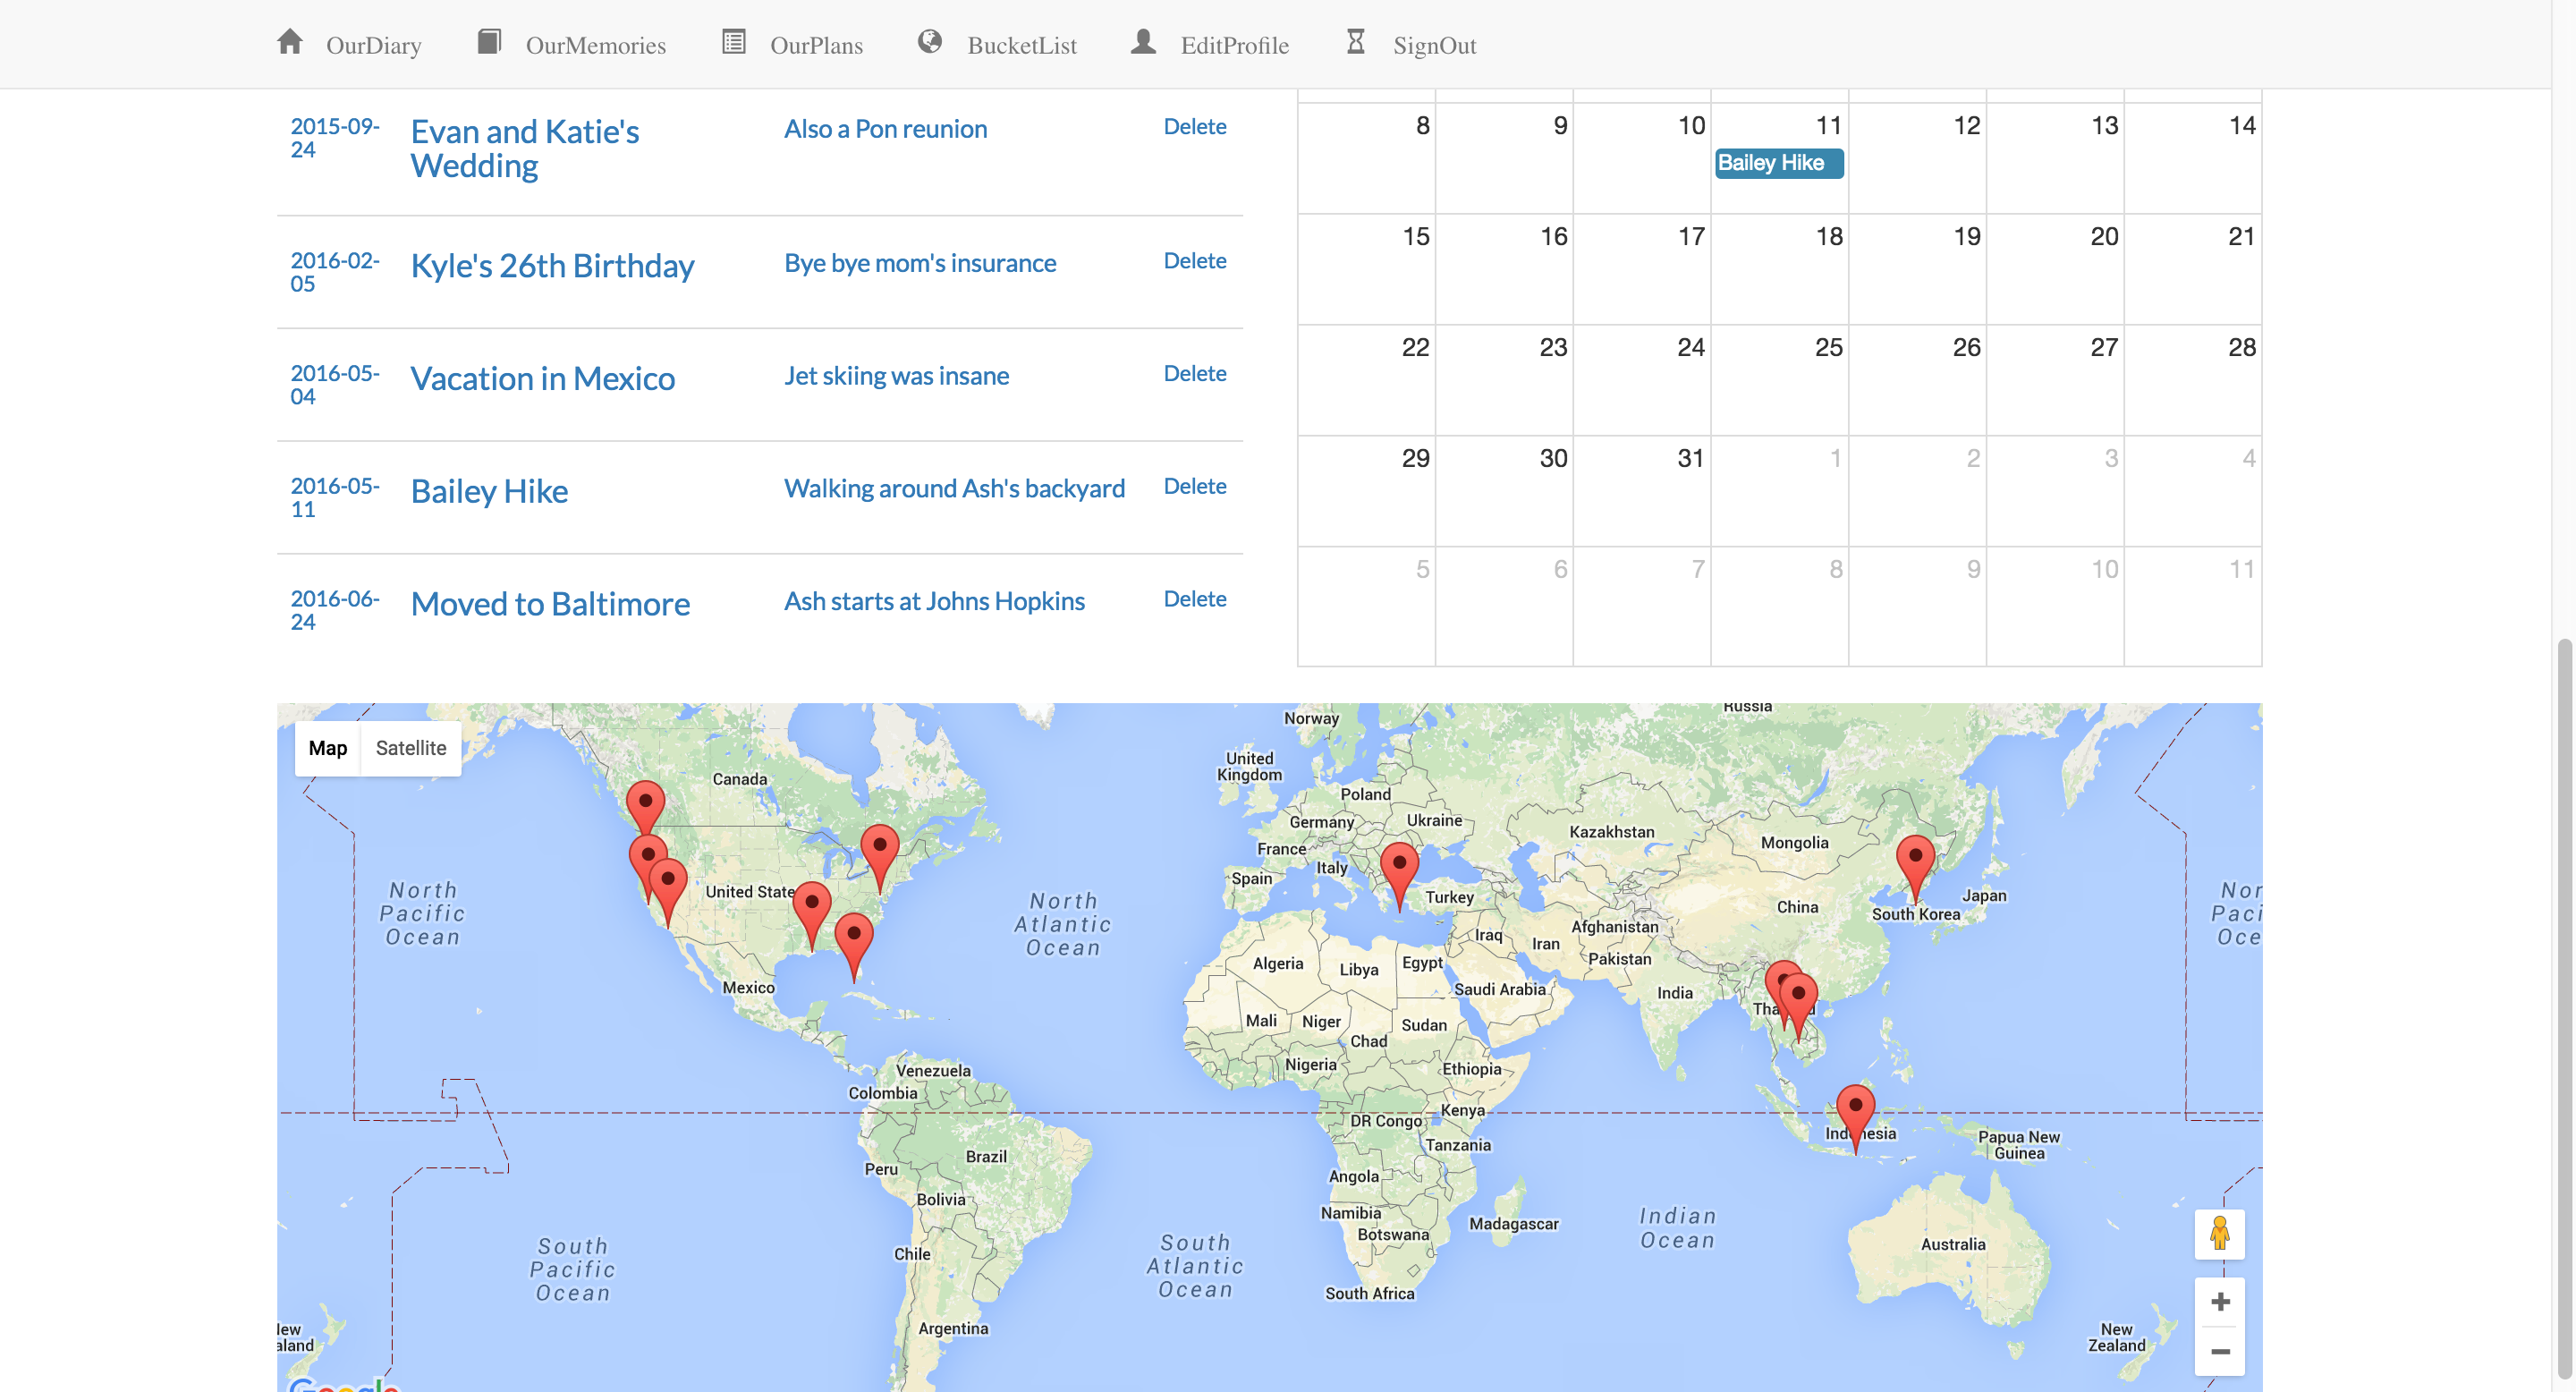 OurDiary OurMemories OurPlans BucketList EditProfile SignOut
2015-09-
24
Evan and Katie's
Wedding
Also a Pon reunion
Delete
2016-02-
05
Kyle's 26th Birthday
Bye bye mom's insurance
Delete
2016-05-
04
Vacation in Mexico
Jet skiing was insane
Delete
2016-05-
11
Bailey Hike
Walking around Ash's backyard
Delete
2016-06-
24
Moved to Baltimore
Ash starts at Johns Hopkins
Delete
8 9 10 11 12 13 14
Bailey Hike
15 16 17 18 19 20 21
22 23 24 25 26 27 28
29 30 31 1 2 3 4
5 6 7 8 9 10 11
Map Satellite
Canada
United State
Mexico
North
Pacific
Ocean
North
Atlantic
Ocean
Venezuela
Colombia
Brazil
Peru
Bolivia
Chile
Argentina
South
Pacific
Ocean
South
Atlantic
Ocean
Norway
Russia
United
Kingdom
Poland
Germany
Ukraine
France
Italy
Spain
Turkey
Kazakhstan
Mongolia
China
South Korea
Japan
Afghanistan
Iraq
Iran
Pakistan
India
Algeria
Libya
Egypt
Saudi Arabia
Mali
Niger
Sudan
Chad
Nigeria
Ethiopia
Kenya
DR Congo
Tanzania
Angola
Namibia
Botswana
Madagascar
South Africa
Indian
Ocean
Papua New
Guinea
Australia
New
Zealand
Nor
Paci
Oce
ew
aland
Google